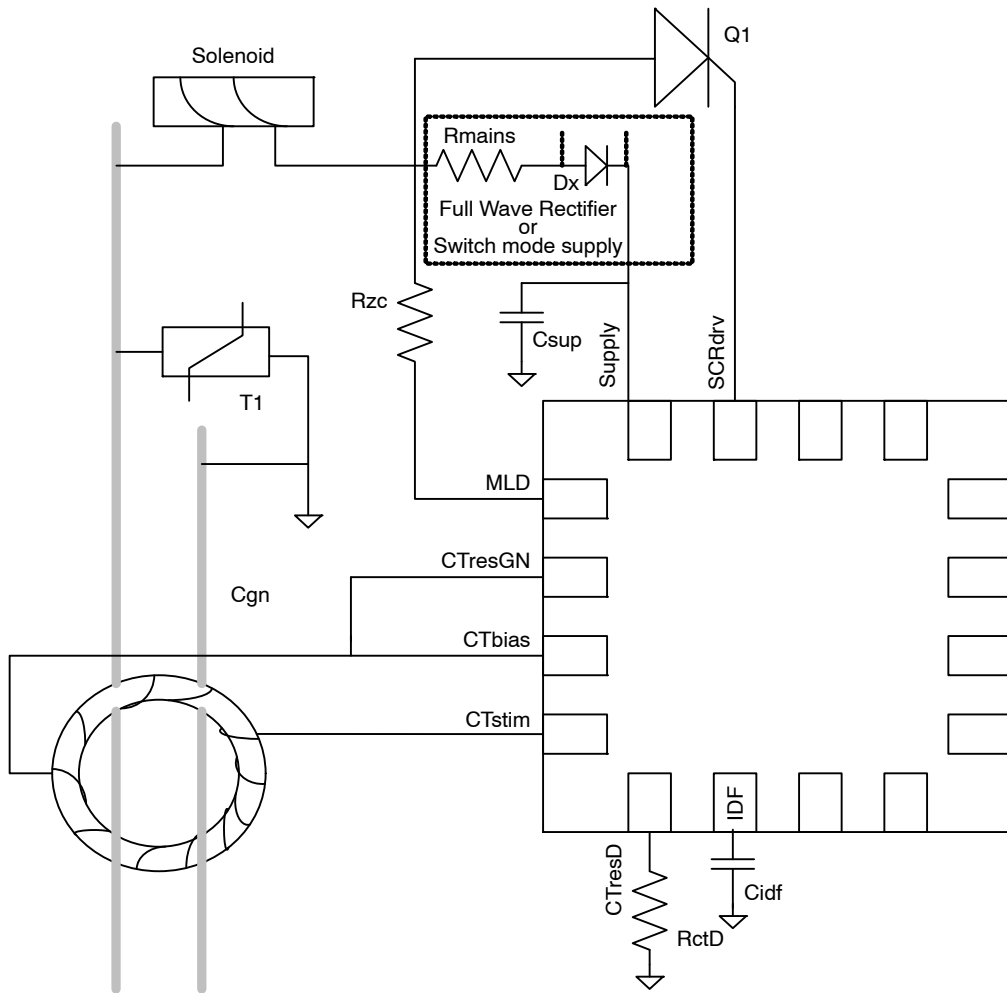 Q1
Solenoid
Rmains
Dx
Full Wave Rectifier
or
Switch mode supply
Rzc
Csup
Supply
SCRdrv
T1
MLD
CTresGN
Cgn
CTbias
CTstim
IDF
CTresD
Cidf
RctD